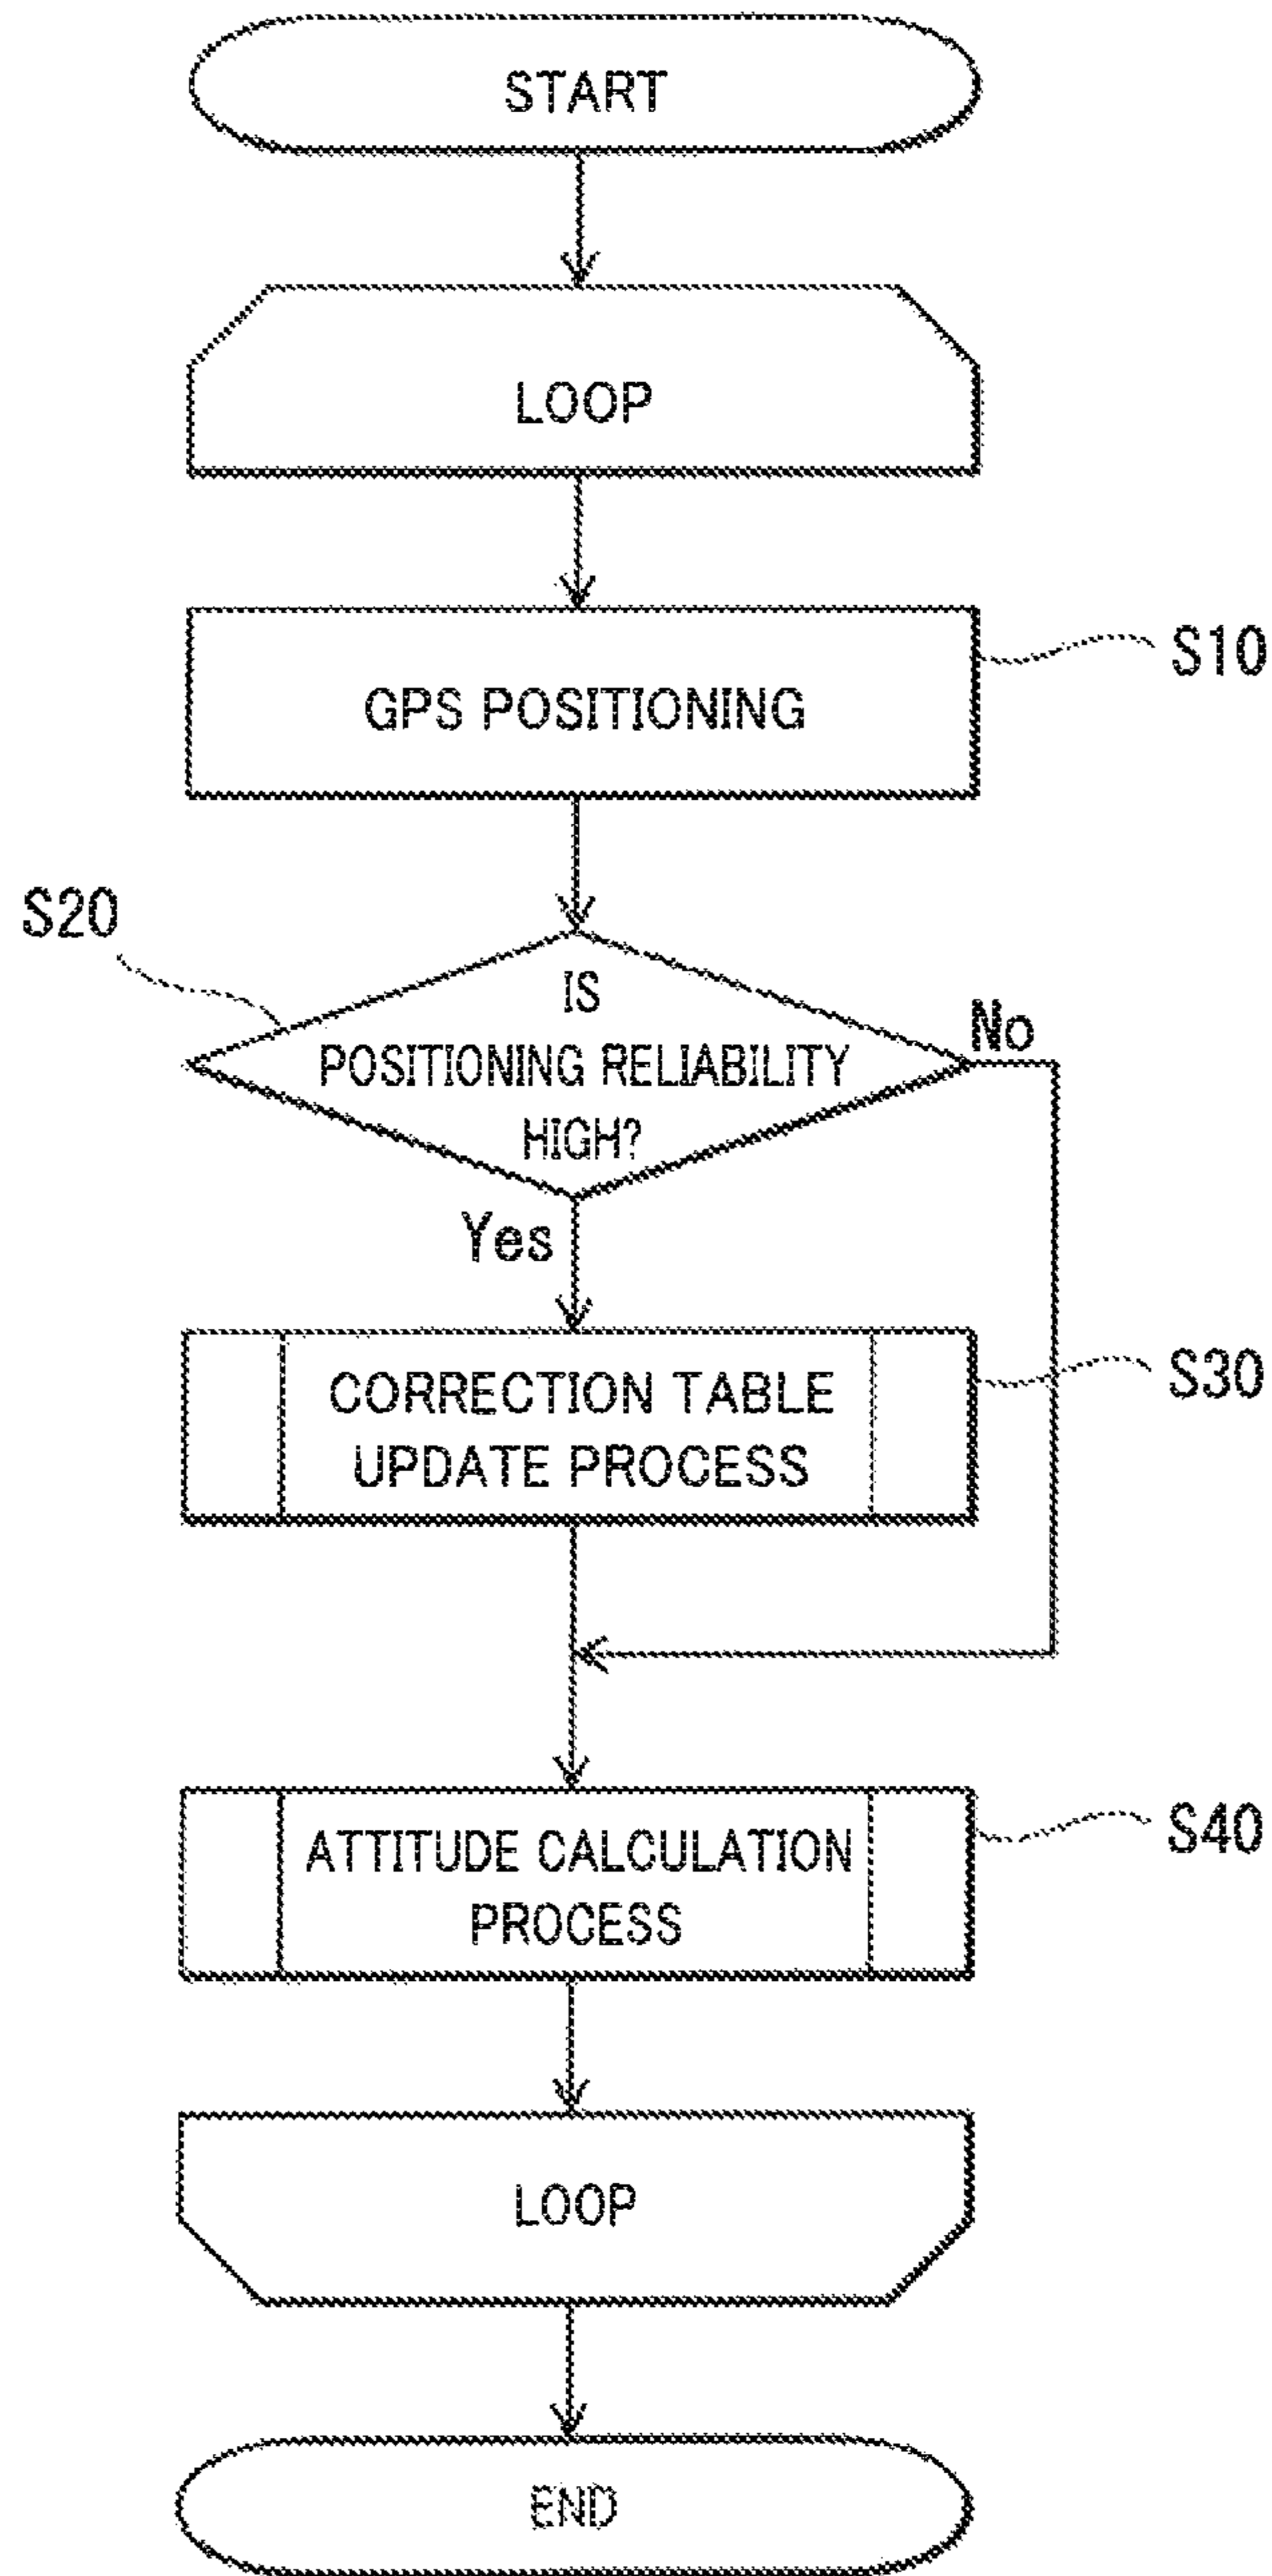 START
LOOP
GPS POSITIONING
S10
S20
IS
POSITIONING RELIABILITY
HIGH?
No
Yes
CORRECTION TABLE
UPDATE PROCESS
S30
ATTITUDE CALCULATION
PROCESS
S40
LOOP
END